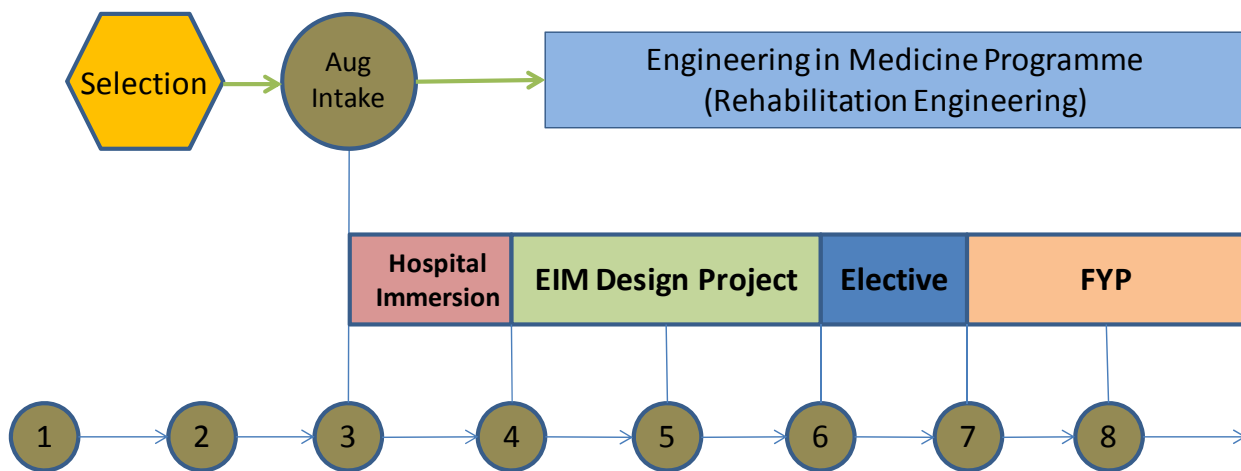 Selection
Aug
Intake
Engineering in Medicine Programme
(Rehabilitation Engineering)
Hospital
Immersion
EIM Design Project
Elective
FYP
1
2
3
4
5
6
7
8